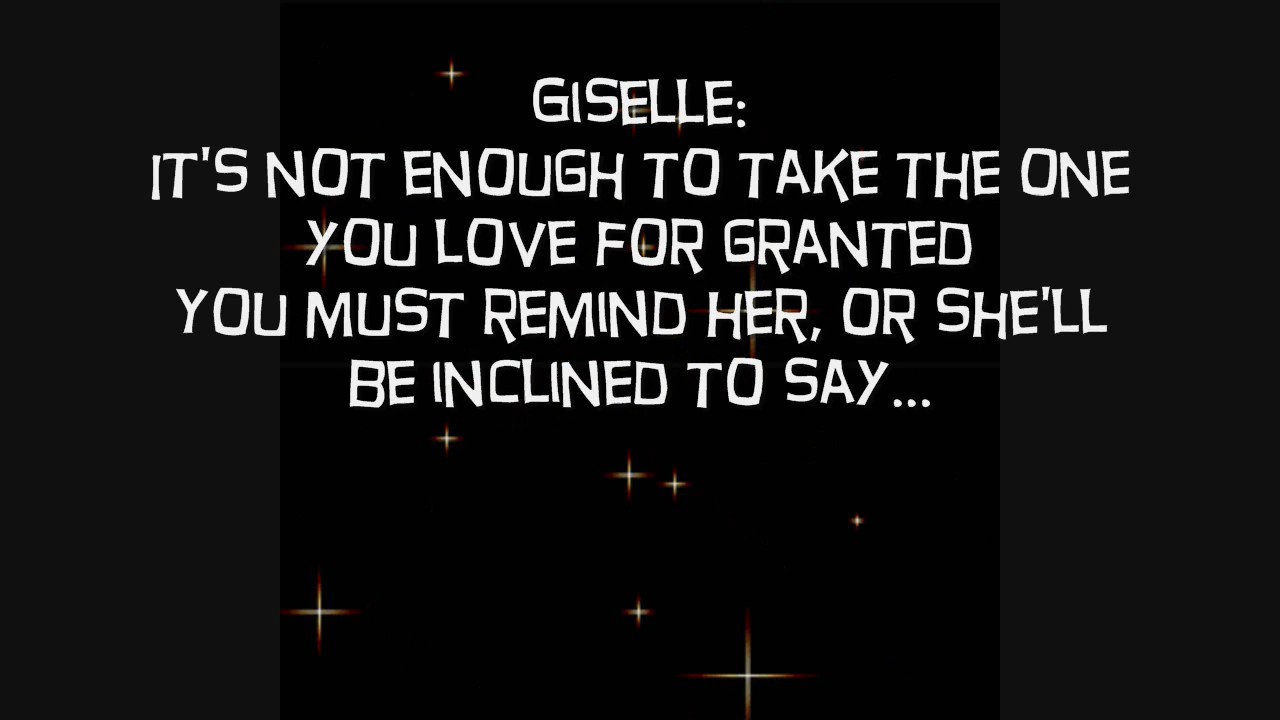 GISELLE:
IT'S NOT ENOUGH TO TAKE THE ONE
YOU LOVE FOR GRANTED
YOU MUST REMIND HER, OR SHE'LL
BE INCLINED TO SAY...